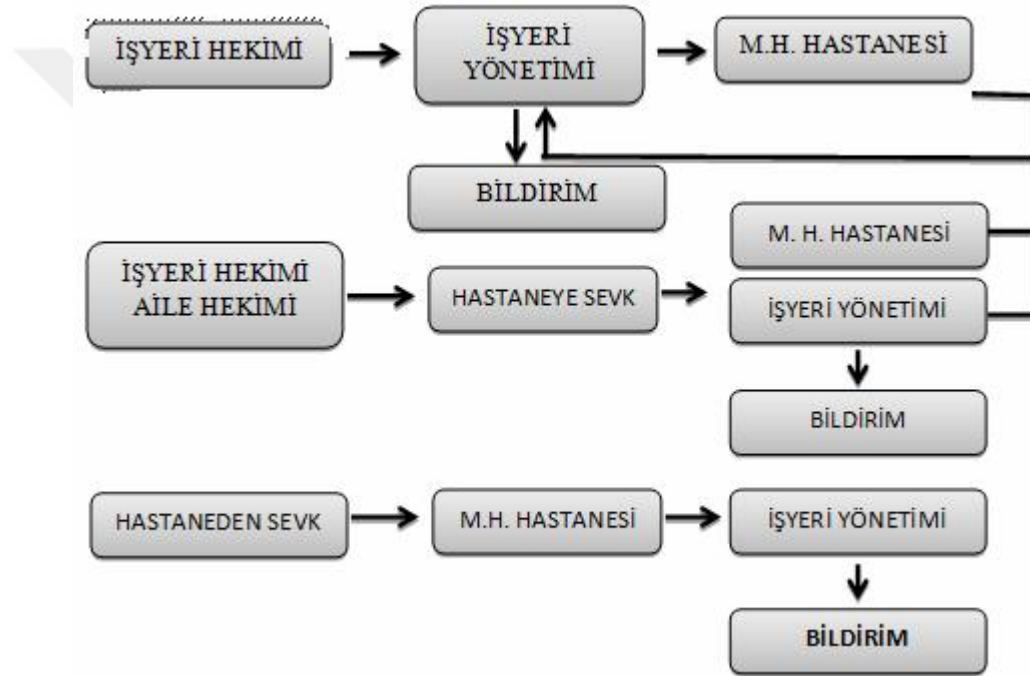 İŞYERİ HEKİMİ
İŞYERİ
YÖNETİMİ
M.H. HASTANESİ
BİLDİRİM
İŞYERİ HEKİMİ
AİLE HEKİMİ
HASTANEYE SEVK
M. H. HASTANESİ
İŞYERİ YÖNETİMİ
BİLDİRİM
HASTANEDEN SEVK
M.H. HASTANESİ
İŞYERİ YÖNETİMİ
BİLDİRİM